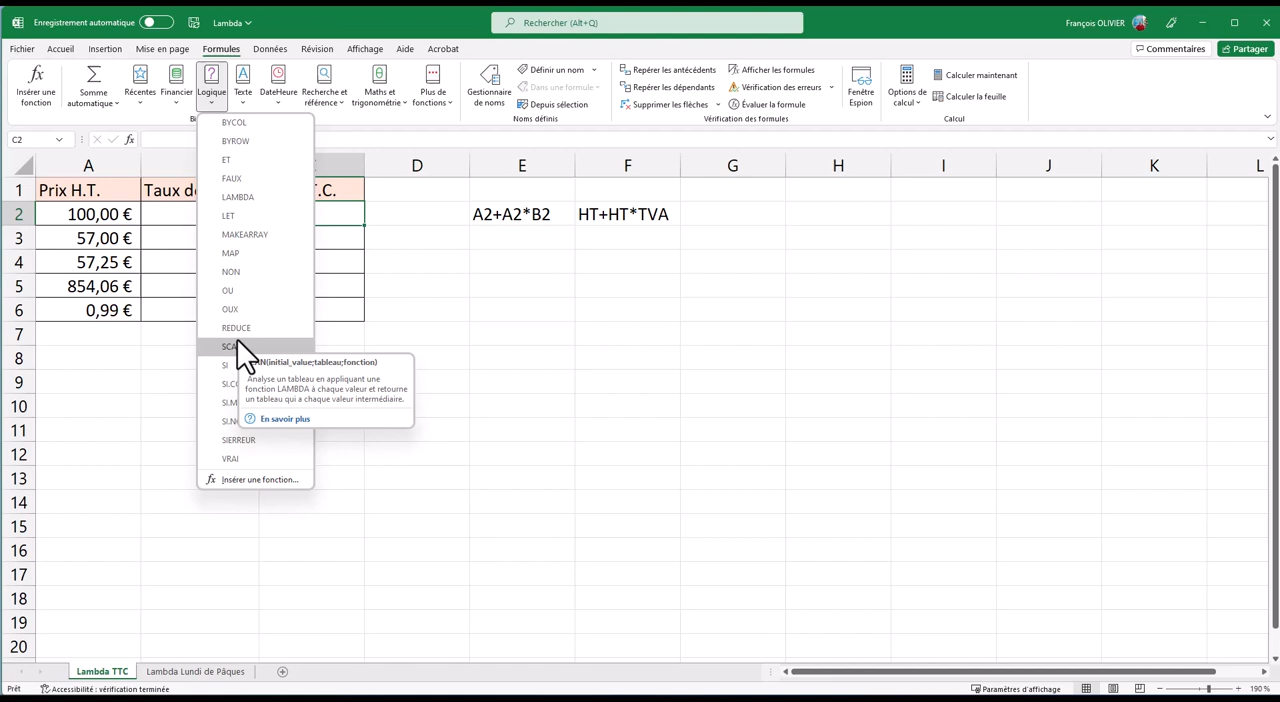 Enregistrement automatique
Lambda
Rechercher (Alt+Q)
François OLIVIER
Fichier Accueil Insertion Mise en page Formules Données Révision Affichage Aide Acrobat
Commentaires Partager
Insérer une fonction
Somme automatique
Récentes
Financier
Logique
Texte
DateHeure
Recherche et référence
Maths et trigonométrie
Plus de fonctions
Gestionnaire de noms
Définir un nom
Dans une formule
Depuis sélection
Noms définis
Repérer les antécédents
Repérer les dépendants
Supprimer les flèches
Afficher les formules
Vérification des erreurs
Évaluer la formule
Vérification des formules
Fenêtre Espion
Options de calcul
Calculer maintenant
Calculer la feuille
Calcul
C2
fx
A D E F G H I J K L
1 Prix H.T. Taux de T.C.
2 100,00 € A2+A2*B2 HT+HT*TVA
3 57,00 €
4 57,25 €
5 854,06 €
6 0,99 €
7
8
9
10
11
12
13
14
15
16
17
18
19
20
BYCOL
BYROW
ET
FAUX
LAMBDA
LET
MAKEARRAY
MAP
NON
OU
OUX
REDUCE
SI
SIERREUR
VRAI
fx Insérer une fonction...
(initial_value;tableau;fonction)
Analyse un tableau en appliquant une
fonction LAMBDA à chaque valeur et retourne
un tableau qui a chaque valeur intermédiaire.
En savoir plus
Lambda TTC Lambda Lundi de Pâques
Prêt Accessibilité : vérification terminée Paramètres d'affichage 190 %